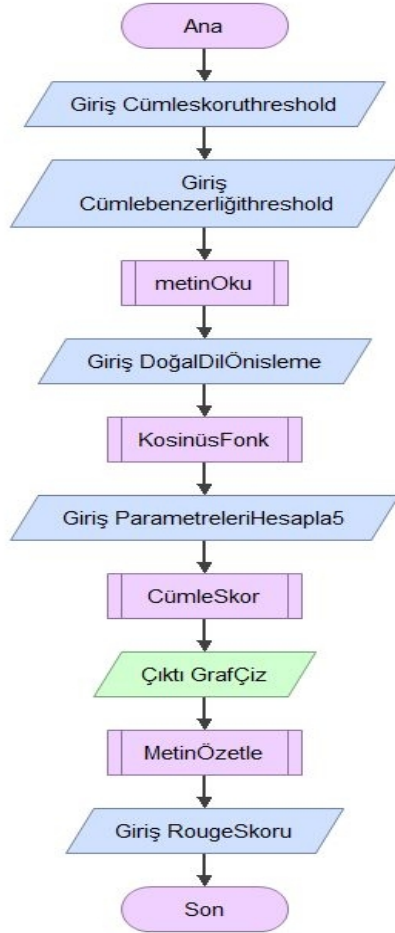 Ana
Giriş Cümleskoruthreshold
Giriş
Cümlebenzerliğithreshold
metinOku
Giriş DoğalDilÖnisleme
KosinüsFonk
Giriş ParametreleriHesapla5
CümleSkor
Çıktı GrafÇiz
MetinÖzetle
Giriş RougeSkoru
Son